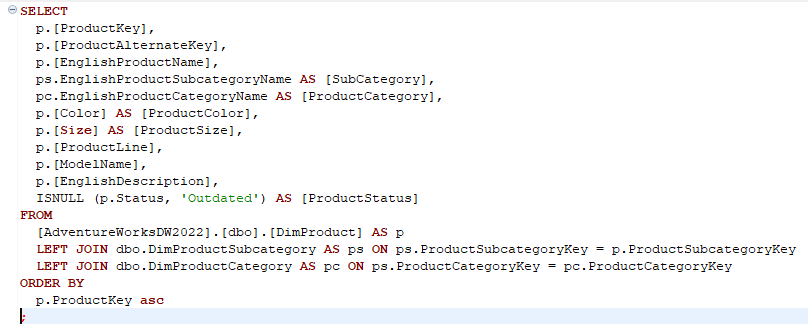 SELECT
p.[ProductKey],
p.[ProductAlternateKey],
p.[EnglishProductName],
ps.EnglishProductSubcategoryName AS [SubCategory],
pc.EnglishProductCategoryName AS [ProductCategory],
p.[Color] AS [ProductColor],
p.[Size] AS [ProductSize],
p.[ProductLine],
p.[ModelName],
p.[EnglishDescription],
ISNULL (p.Status, 'Outdated') AS [ProductStatus]
FROM
[AdventureWorksDW2022].[dbo].[DimProduct] AS p
LEFT JOIN dbo.DimProductSubcategory AS ps ON ps.ProductSubcategoryKey = p.ProductSubcategoryKey
LEFT JOIN dbo.DimProductCategory AS pc ON ps.ProductCategoryKey = pc.ProductCategoryKey
ORDER BY
p.ProductKey asc
;